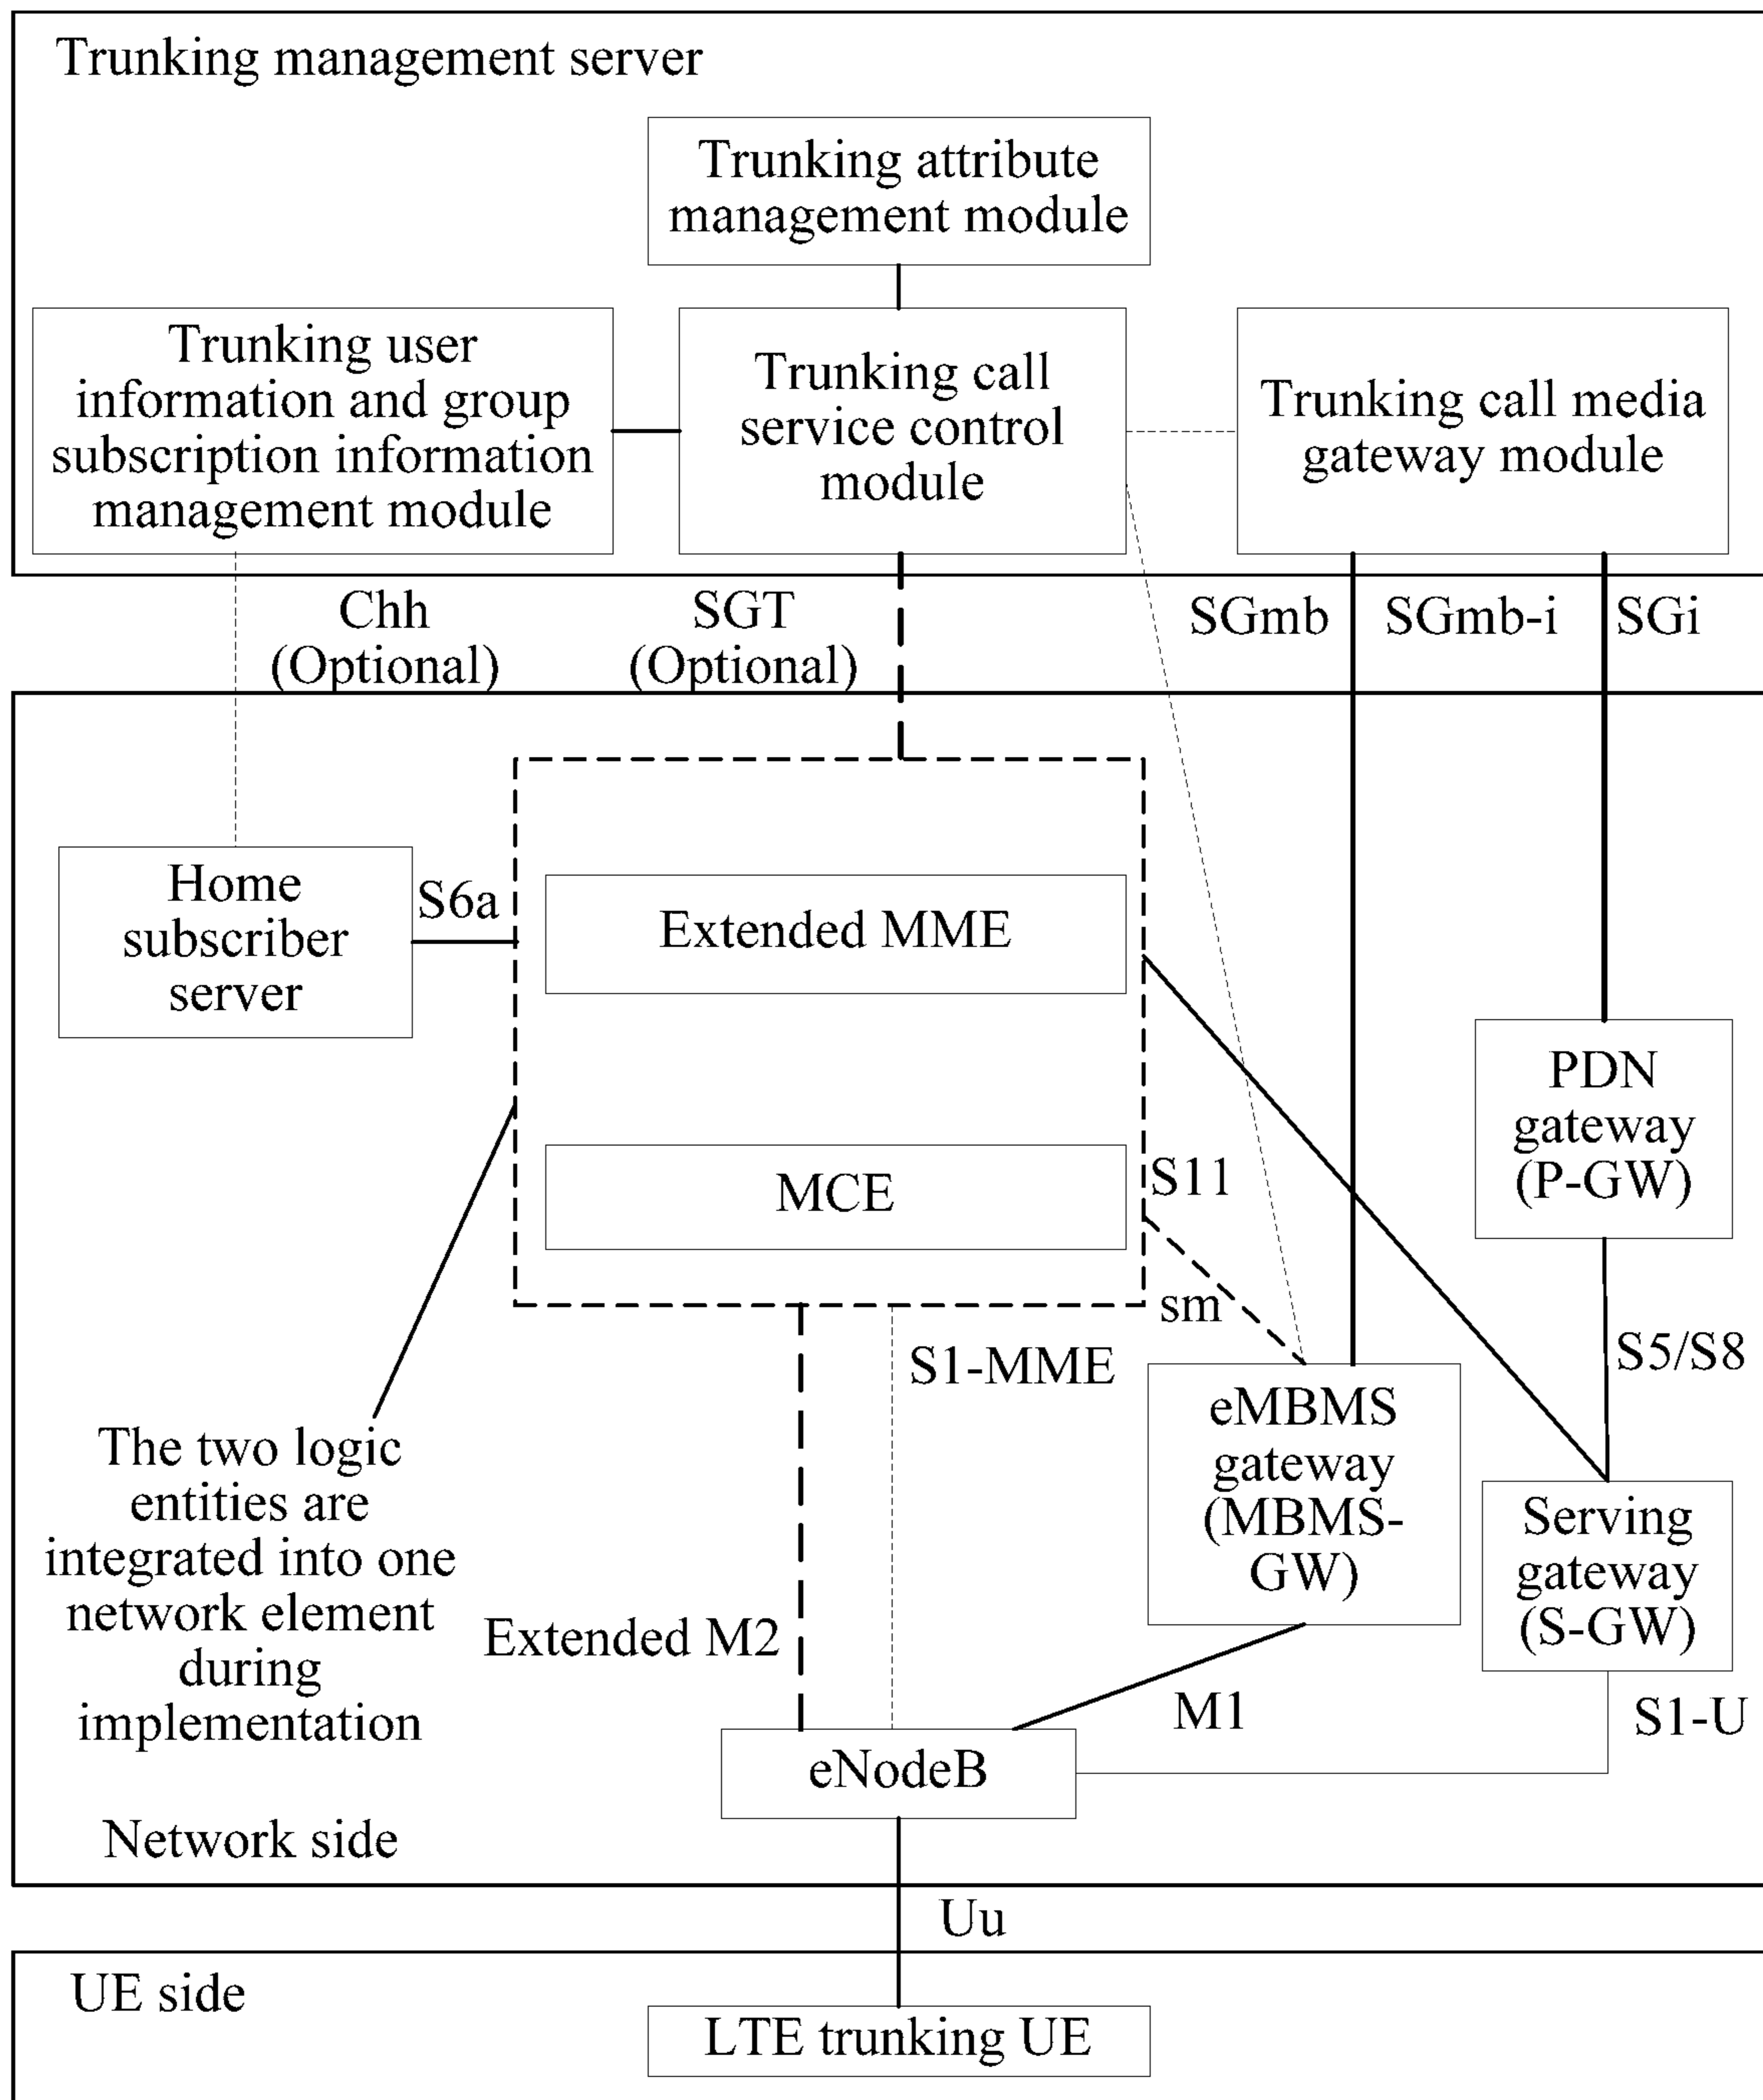 Trunking management server
Trunking attribute
management module
Trunking user
information and group
subscription information
management module
Trunking call
service control
module
Trunking call media
gateway module
Chh
(Optional)
SGT
(Optional)
SGmb
SGmb-i
SGi
Home
subscriber
server
S6a
Extended MME
PDN
gateway
(P-GW)
MCE
S11
sm
S1-MME
S5/S8
eMBMS
gateway
(MBMS-
GW)
The two logic
entities are
integrated into one
network element
during
implementation
Serving
gateway
(S-GW)
Extended M2
M1
S1-U
eNodeB
Network side
Uu
UE side
LTE trunking UE